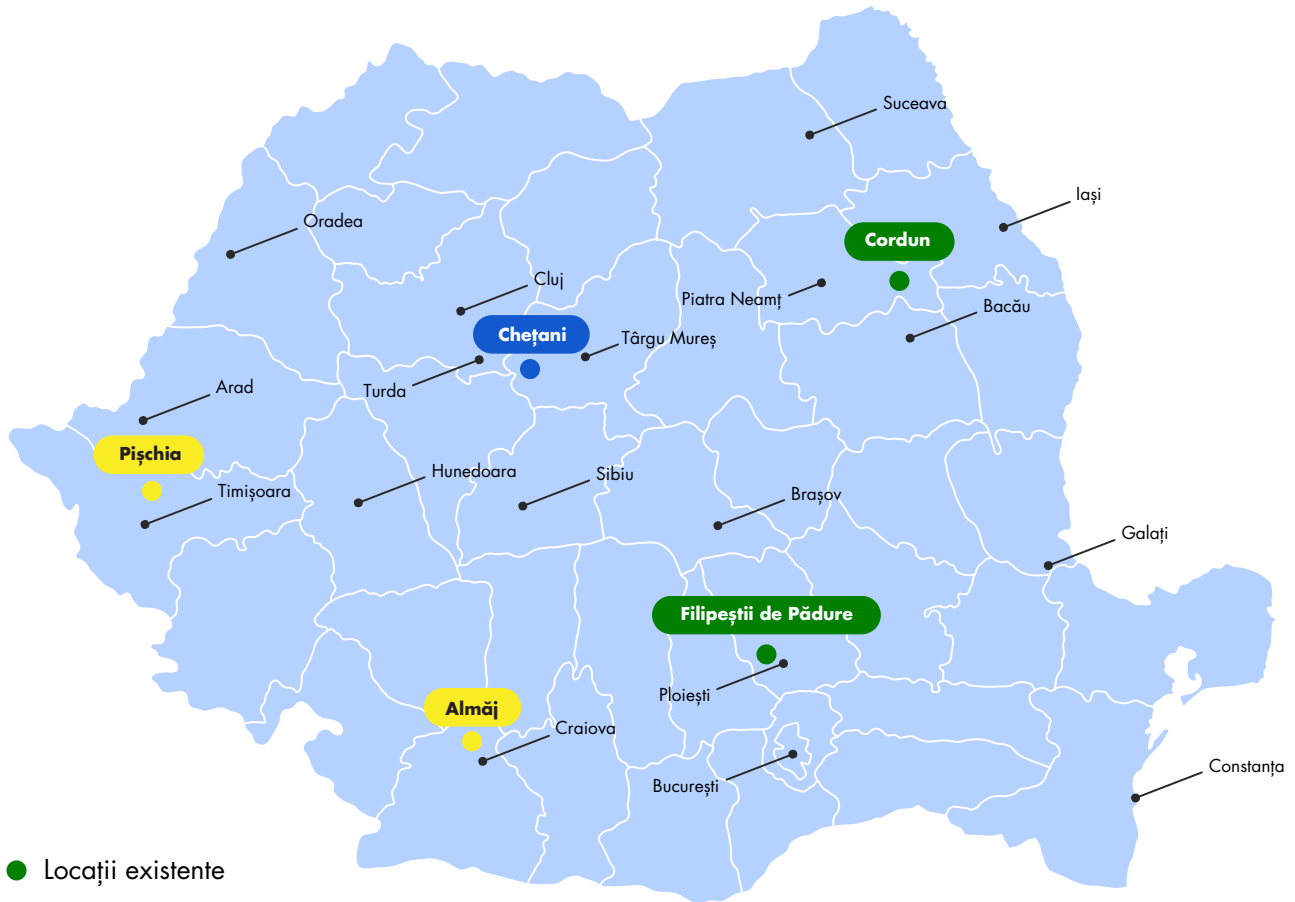 Suceava
Iași
Oradea
Cordun
Cluj
Piatra Neamț
Bacău
Chețani
Târgu Mureș
Turda
Arad
Pișchia
Hunedoara
Sibiu
Timișoara
Brașov
Galați
Filipeștii de Pădure
Ploiești
Almăj
Craiova
București
Constanța
Locații existente